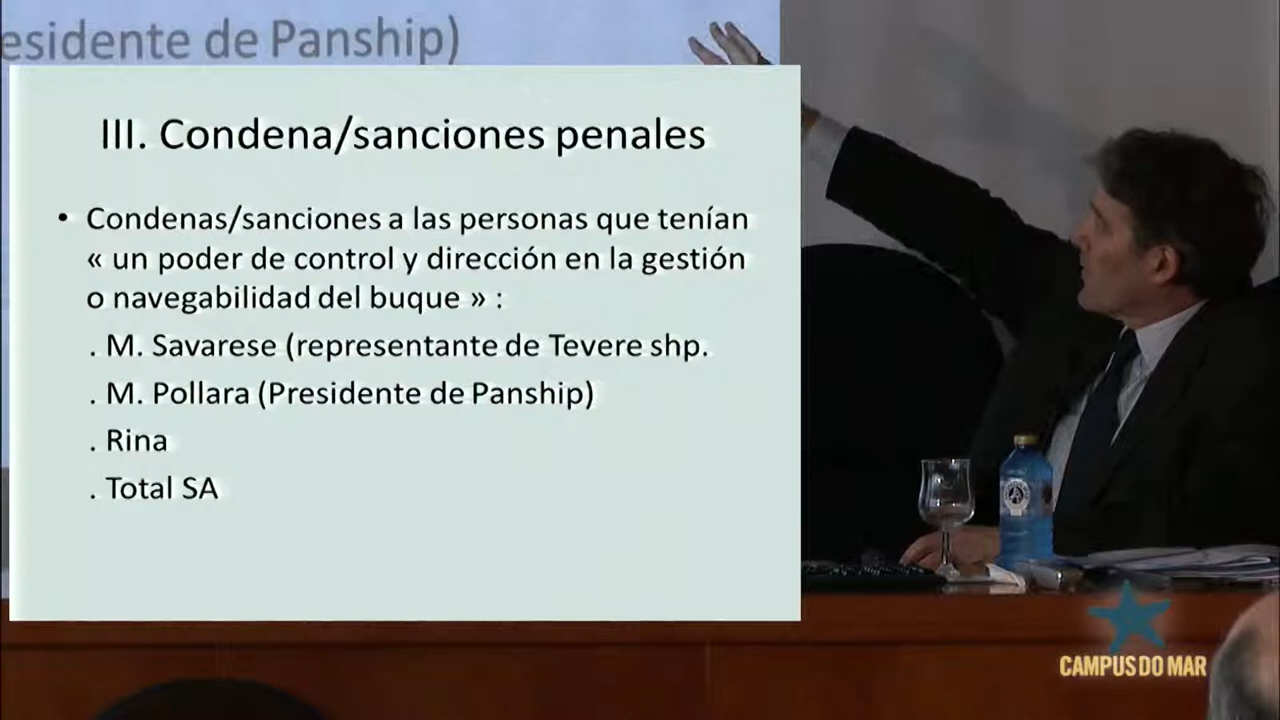 esidente de Panship)
III. Condena/sanciones penales
• Condenas/sanciones a las personas que tenían
« un poder de control y dirección en la gestión
o navegabilidad del buque » :
. M. Savarese (representante de Tevere shp.
. M. Pollara (Presidente de Panship)
. Rina
. Total SA
CAMPUS DO MAR